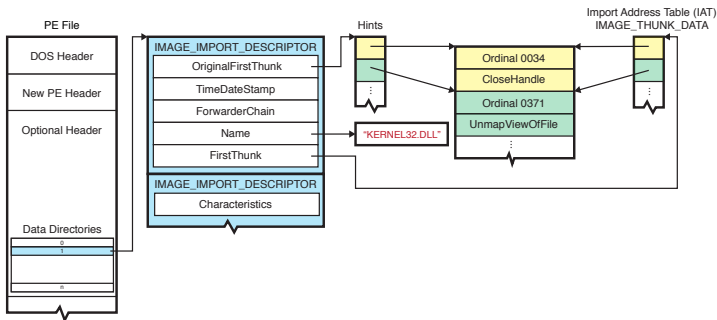 PE File
DOS Header
New PE Header
Optional Header
Data Directories
0
1
n
IMAGE_IMPORT_DESCRIPTOR
OriginalFirstThunk
TimeDateStamp
ForwarderChain
Name
FirstThunk
IMAGE_IMPORT_DESCRIPTOR
Characteristics
Hints
⋮
"KERNEL32.DLL"
Ordinal 0034
CloseHandle
Ordinal 0371
UnmapViewOfFile
⋮
Import Address Table (IAT)
IMAGE_THUNK_DATA
⋮